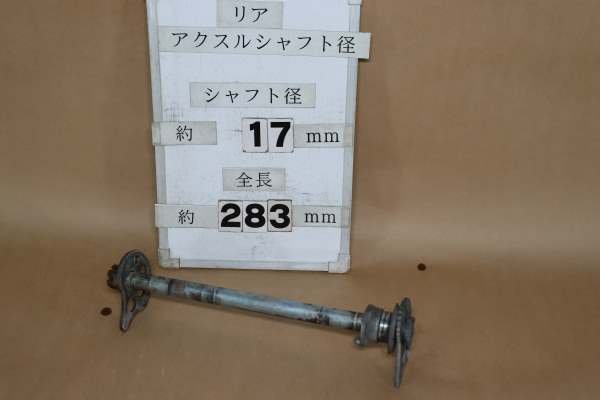 リア
アクスルシャフト径
シャフト径
約 17 mm
全長
約 283 mm